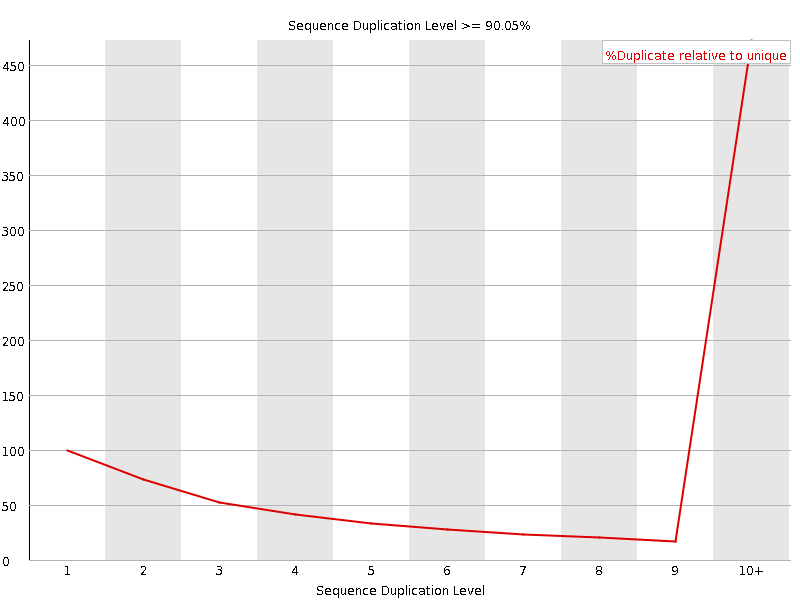 Sequence Duplication Level >= 90.05%
%Duplicate relative to unique
450
400
350
300
250
200
150
100
50
0
1 2 3 4 5 6 7 8 9 10+
Sequence Duplication Level